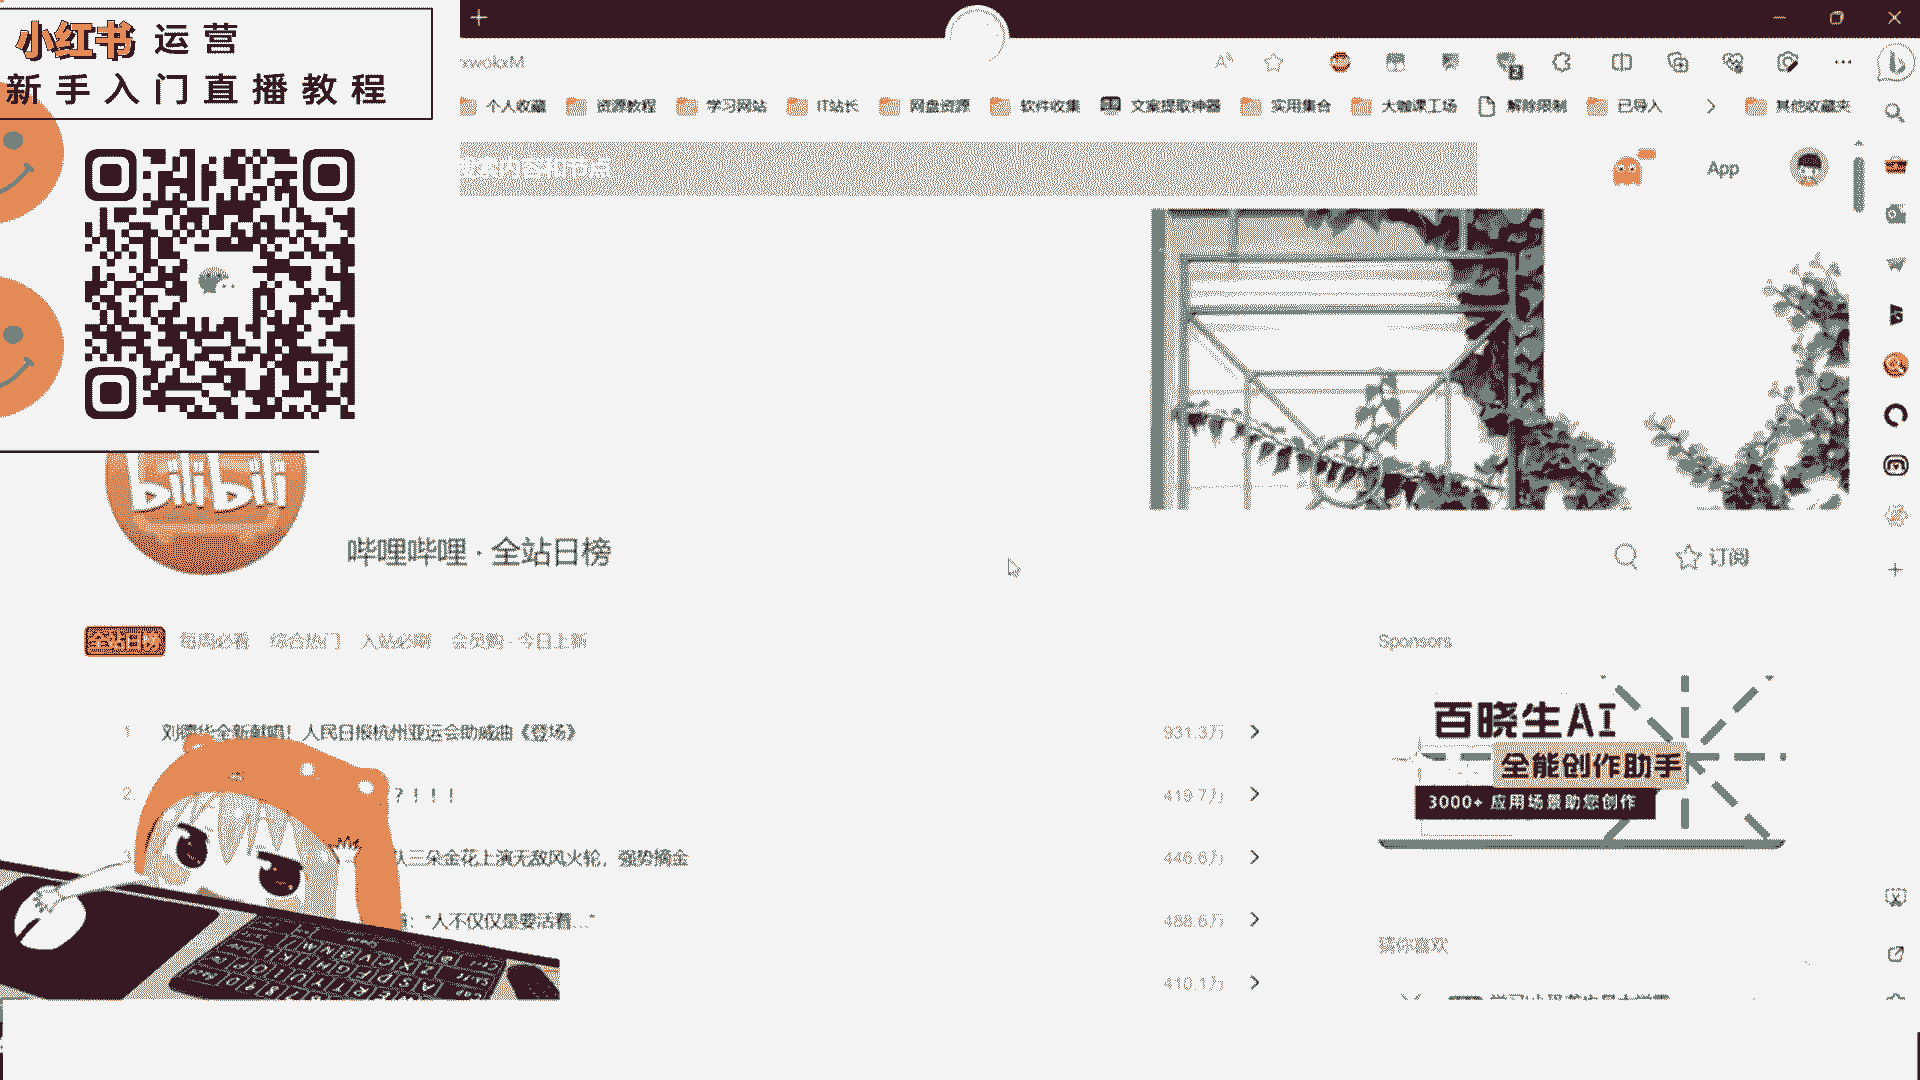 小红书 运营
新手入门直播教程
xwokxM
个人收藏 资源教程 学习网站 IT站长 网盘资源 软件收集 文案提取神器 实用集合 大咖课工场 解除限制 已导入 其他收藏夹
搜索内容和节点
App
bilibili
哔哩哔哩 · 全站日榜
订阅
全站日榜 每周必看 综合热门 入站必刷 会员购 - 今日上新
Sponsors
百晓生AI
全能创作助手
3000+ 应用场景助您创作
1 刘德华全新献唱！人民日报杭州亚运会助威曲《登场》 931.3万
2. ？！！！ 419.7万
3 队三朵金花上演无敌风火轮，强势摘金 446.6万
："人不仅仅是要活着..." 488.6万
猜你喜欢
410.1万